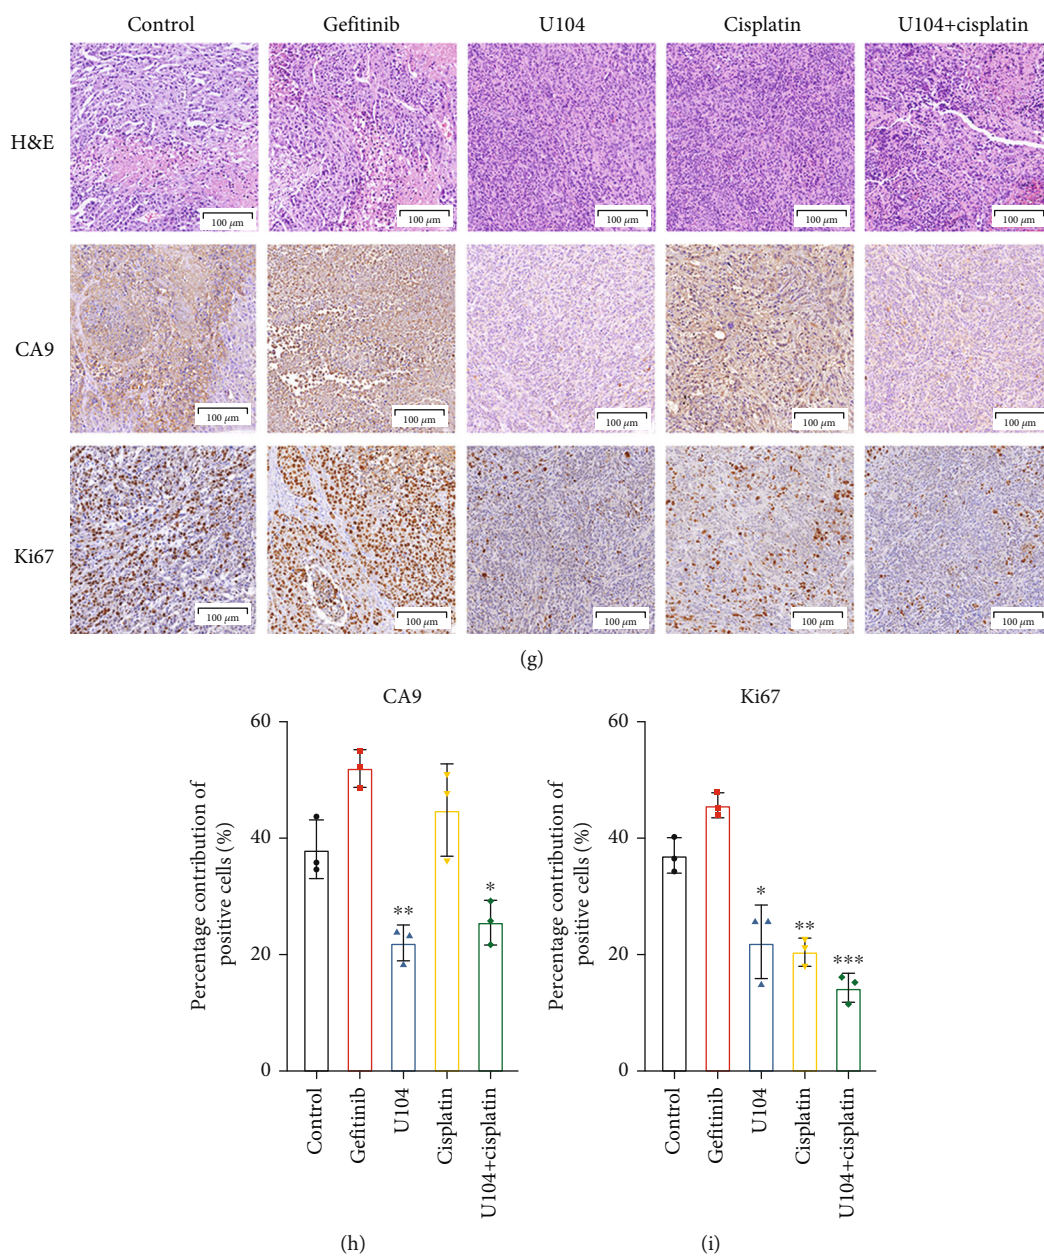 Control Gefitinib U104 Cisplatin U104+cisplatin
H&E
100 μm 100 μm 100 μm 100 μm 100 μm
CA9
100 μm 100 μm 100 μm 100 μm 100 μm
Ki67
100 μm 100 μm 100 μm 100 μm 100 μm
(g)
CA9
Percentage contribution of
positive cells (%)
60
40
20
0
**
*
Control
Gefitinib
U104
Cisplatin
U104+cisplatin
(h)
Ki67
Percentage contribution of
positive cells (%)
60
40
20
0
*
**
***
Control
Gefitinib
U104
Cisplatin
U104+cisplatin
(i)